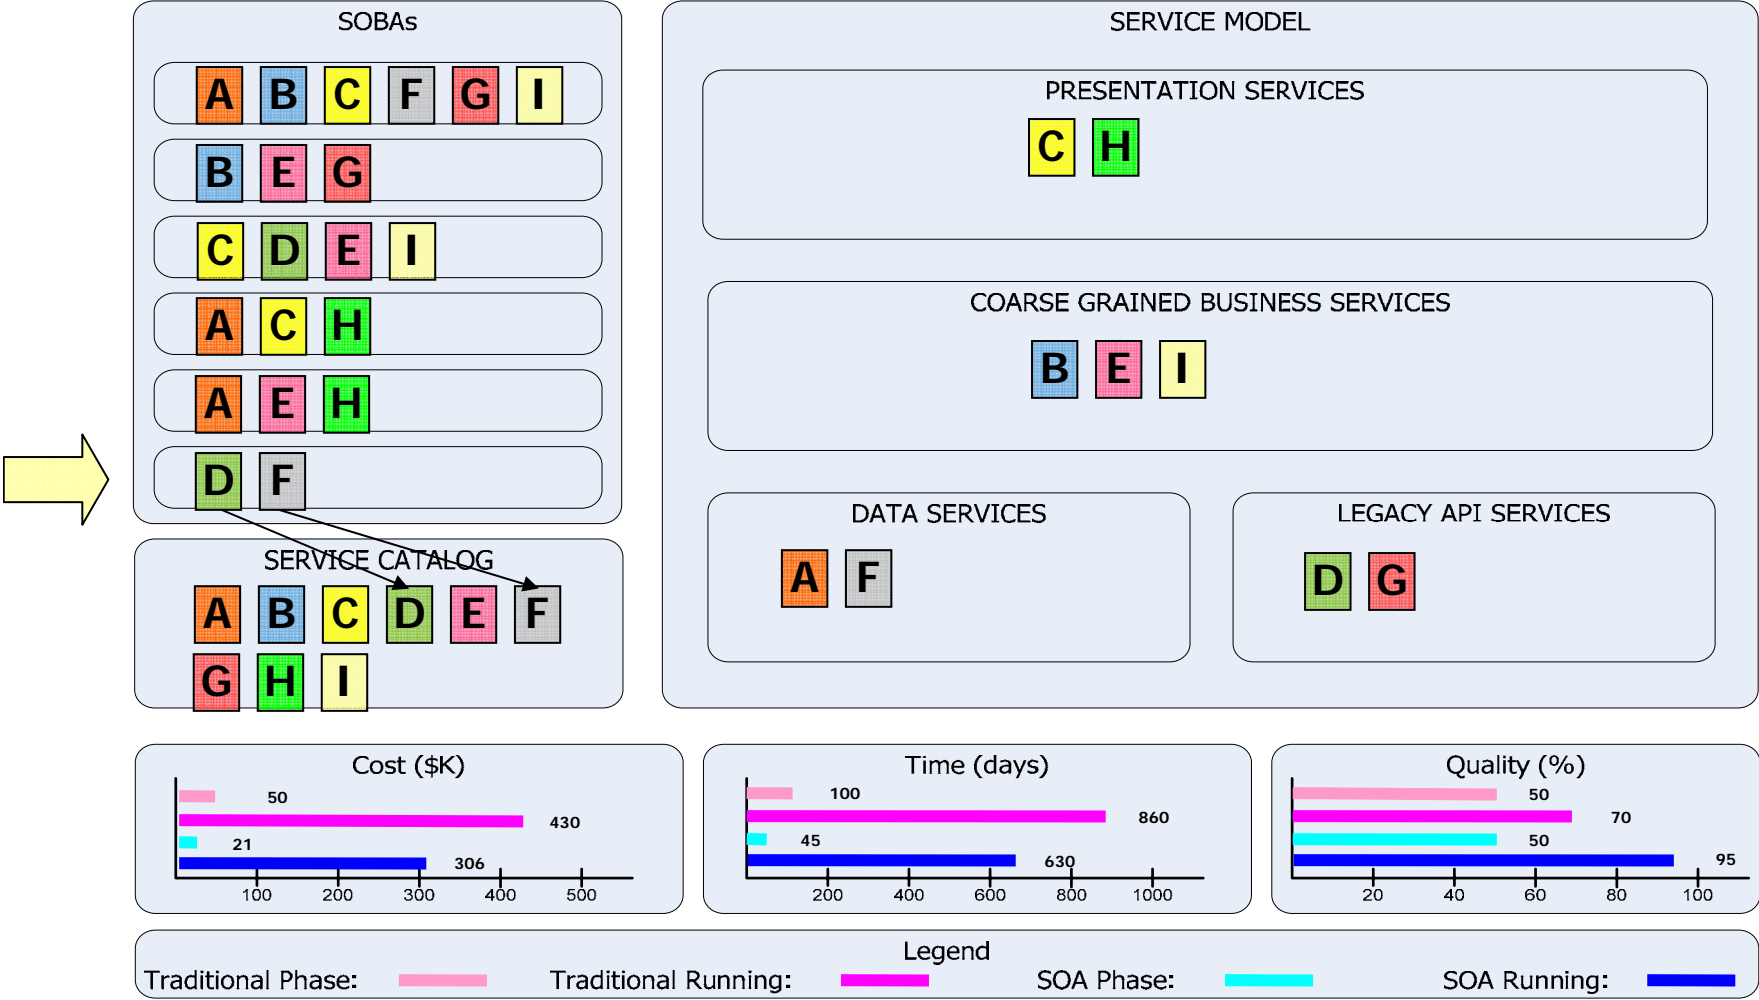 SOBAs
A B C F G I
B E G
C D E I
A C H
A E H
D F
SERVICE CATALOG
A B C D E F
G H I
SERVICE MODEL
PRESENTATION SERVICES
C H
COARSE GRAINED BUSINESS SERVICES
B E I
DATA SERVICES
A F
LEGACY API SERVICES
D G
Cost ($K)
50
430
21
306
100 200 300 400 500
Time (days)
100
860
45
630
200 400 600 800 1000
Quality (%)
50
70
50
95
20 40 60 80 100
Legend
Traditional Phase: Traditional Running: SOA Phase: SOA Running: